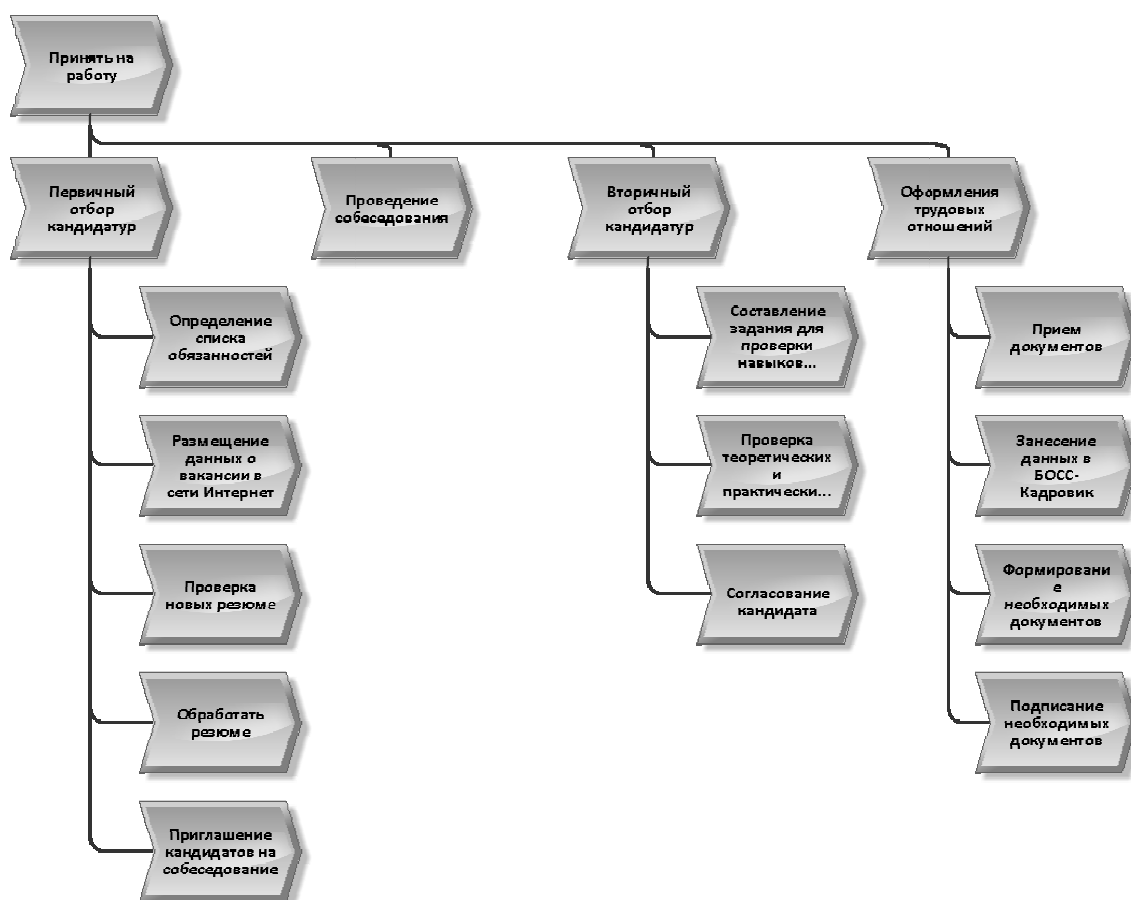 Принять на
работу
Первичный
отбор
кандидатур
Проведение
собеседования
Вторичный
отбор
кандидатур
Оформления
трудовых
отношений
Определение
списка
обязанностей
Размещение
данных о
вакансии в
сети Интернет
Проверка
новых резюме
Обработать
резюме
Приглашение
кандидатов на
собеседование
Составление
задания для
проверки
навыков...
Проверка
теоретических
и
практически...
Согласование
кандидата
Прием
документов
Занесение
данных в
БОСС-
Кадровик
Формировани
е
необходимых
документов
Подписание
необходимых
документов